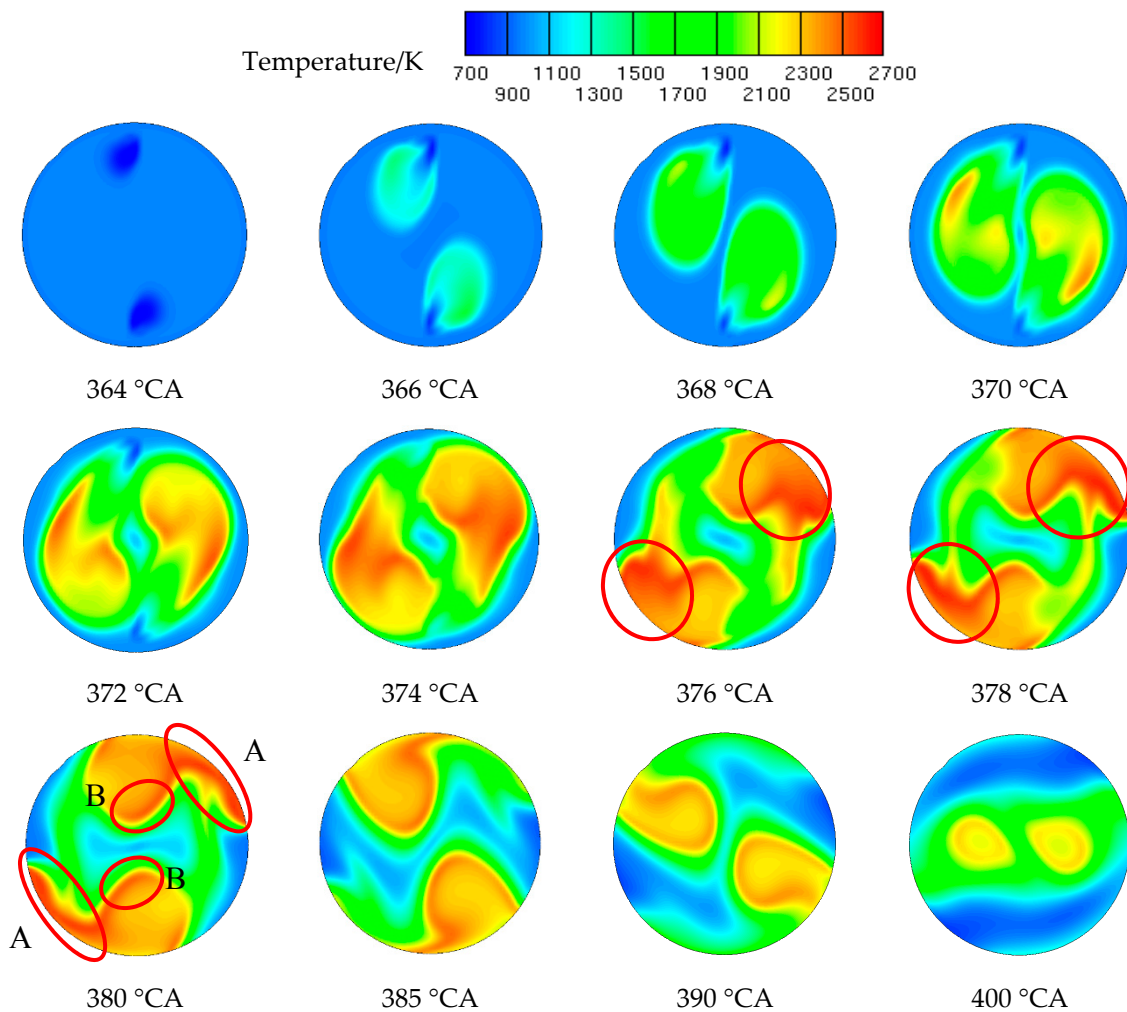 Temperature/K
700 1100 1500 1900 2300 2700
900 1300 1700 2100 2500
364 °CA 366 °CA 368 °CA 370 °CA
372 °CA 374 °CA 376 °CA 378 °CA
A
B
B
A
380 °CA 385 °CA 390 °CA 400 °CA